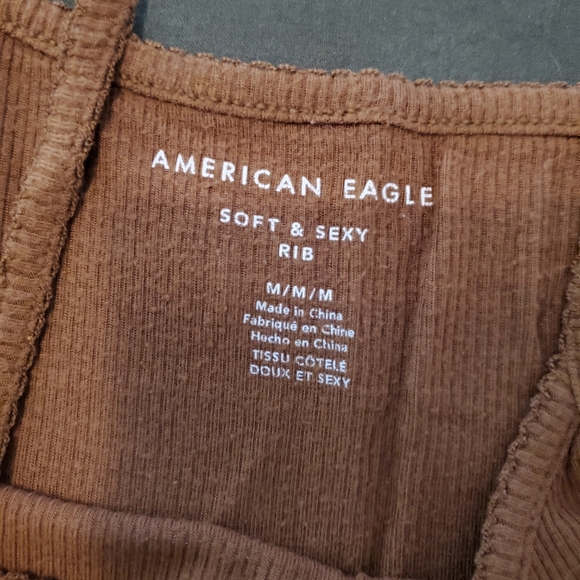 AMERICAN EAGLE
SOFT & SEXY
RIB
M/M/M
Made in China
Fabriqué en Chine
Hecho en China
TISSU CÔTELÉ
DOUX ET SEXY